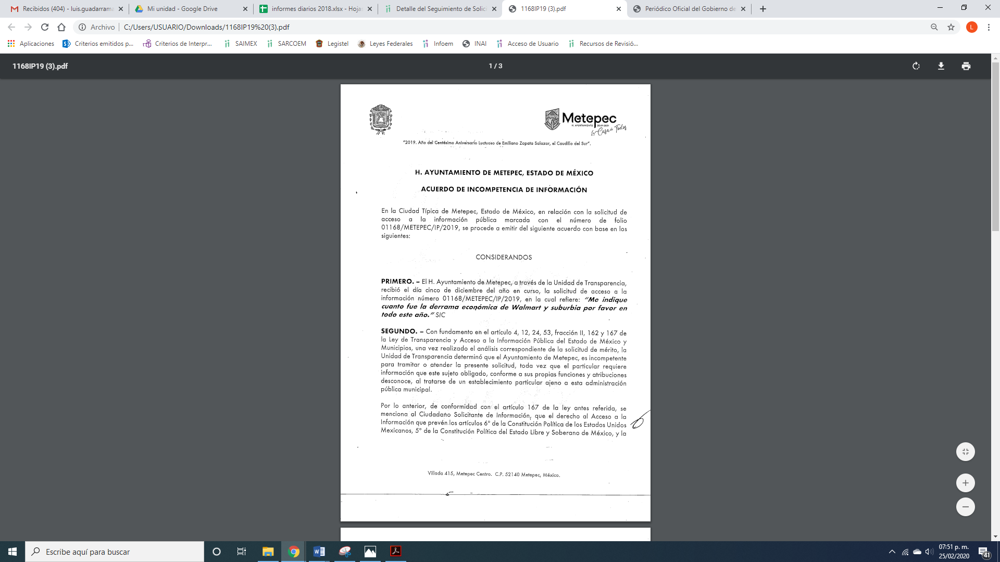 Recibidos (404) - luis.guadarrama
Mi unidad - Google Drive
informes diarios 2018.xlsx - Hoja
Detalle del Seguimiento de Solici
1168IP19 (3).pdf
Periódico Oficial del Gobierno de
Archivo
C:/Users/USUARIO/Downloads/1168IP19%20(3).pdf
L
Aplicaciones
Criterios emitidos p...
Criterios de Interpr...
SAIMEX
SARCOEM
Legistel
Leyes Federales
Infoem
INAI
Acceso de Usuario
Recursos de Revisió...
1168IP19 (3).pdf
1 / 3
Metepec
H. AYUNTAMIENTO 2019-2021
La Casa de Todos
"2019. Año del Centésimo Aniversario Luctuoso de Emiliano Zapata Salazar, el Caudillo del Sur".
H. AYUNTAMIENTO DE METEPEC, ESTADO DE MÉXICO
ACUERDO DE INCOMPETENCIA DE INFORMACIÓN
En la Ciudad Típica de Metepec, Estado de México, en relación con la solicitud de
acceso a la información pública marcada con el número de folio
01168/METEPEC/IP/2019, se procede a emitir del siguiente acuerdo con base en los
siguientes:
CONSIDERANDOS
PRIMERO. – El H. Ayuntamiento de Metepec, a través de la Unidad de Transparencia,
recibió el día cinco de diciembre del año en curso, la solicitud de acceso a la
información número 01168/METEPEC/IP/2019, en la cual refiere: "Me indique
cuanto fue la derrama económica de Walmart y suburbia por favor en
todo este año." SIC
SEGUNDO. – Con fundamento en el artículo 4, 12, 24, 53, fracción II, 162 y 167 de
la Ley de Transparencia y Acceso a la Información Pública del Estado de México y
Municipios, una vez realizado el análisis correspondiente de la solicitud de mérito, la
Unidad de Transparencia determinó que el Ayuntamiento de Metepec, es incompetente
para tramitar o atender la presente solicitud, toda vez que el particular requiere
información que este sujeto obligado, conforme a sus propias funciones y atribuciones
desconoce, al tratarse de un establecimiento particular ajeno a esta administración
pública municipal.
Por lo anterior, de conformidad con el artículo 167 de la ley antes referida, se
menciona al Ciudadano Solicitante de Información, que el derecho al Acceso a la
Información que prevén los artículos 6° de la Constitución Política de los Estados Unidos
Mexicanos, 5° de la Constitución Política del Estado Libre y Soberano de México, y la
Villada 415, Metepec Centro. C.P. 52140 Metepec, México.
Escribe aquí para buscar
07:51 p. m.
25/02/2020
41